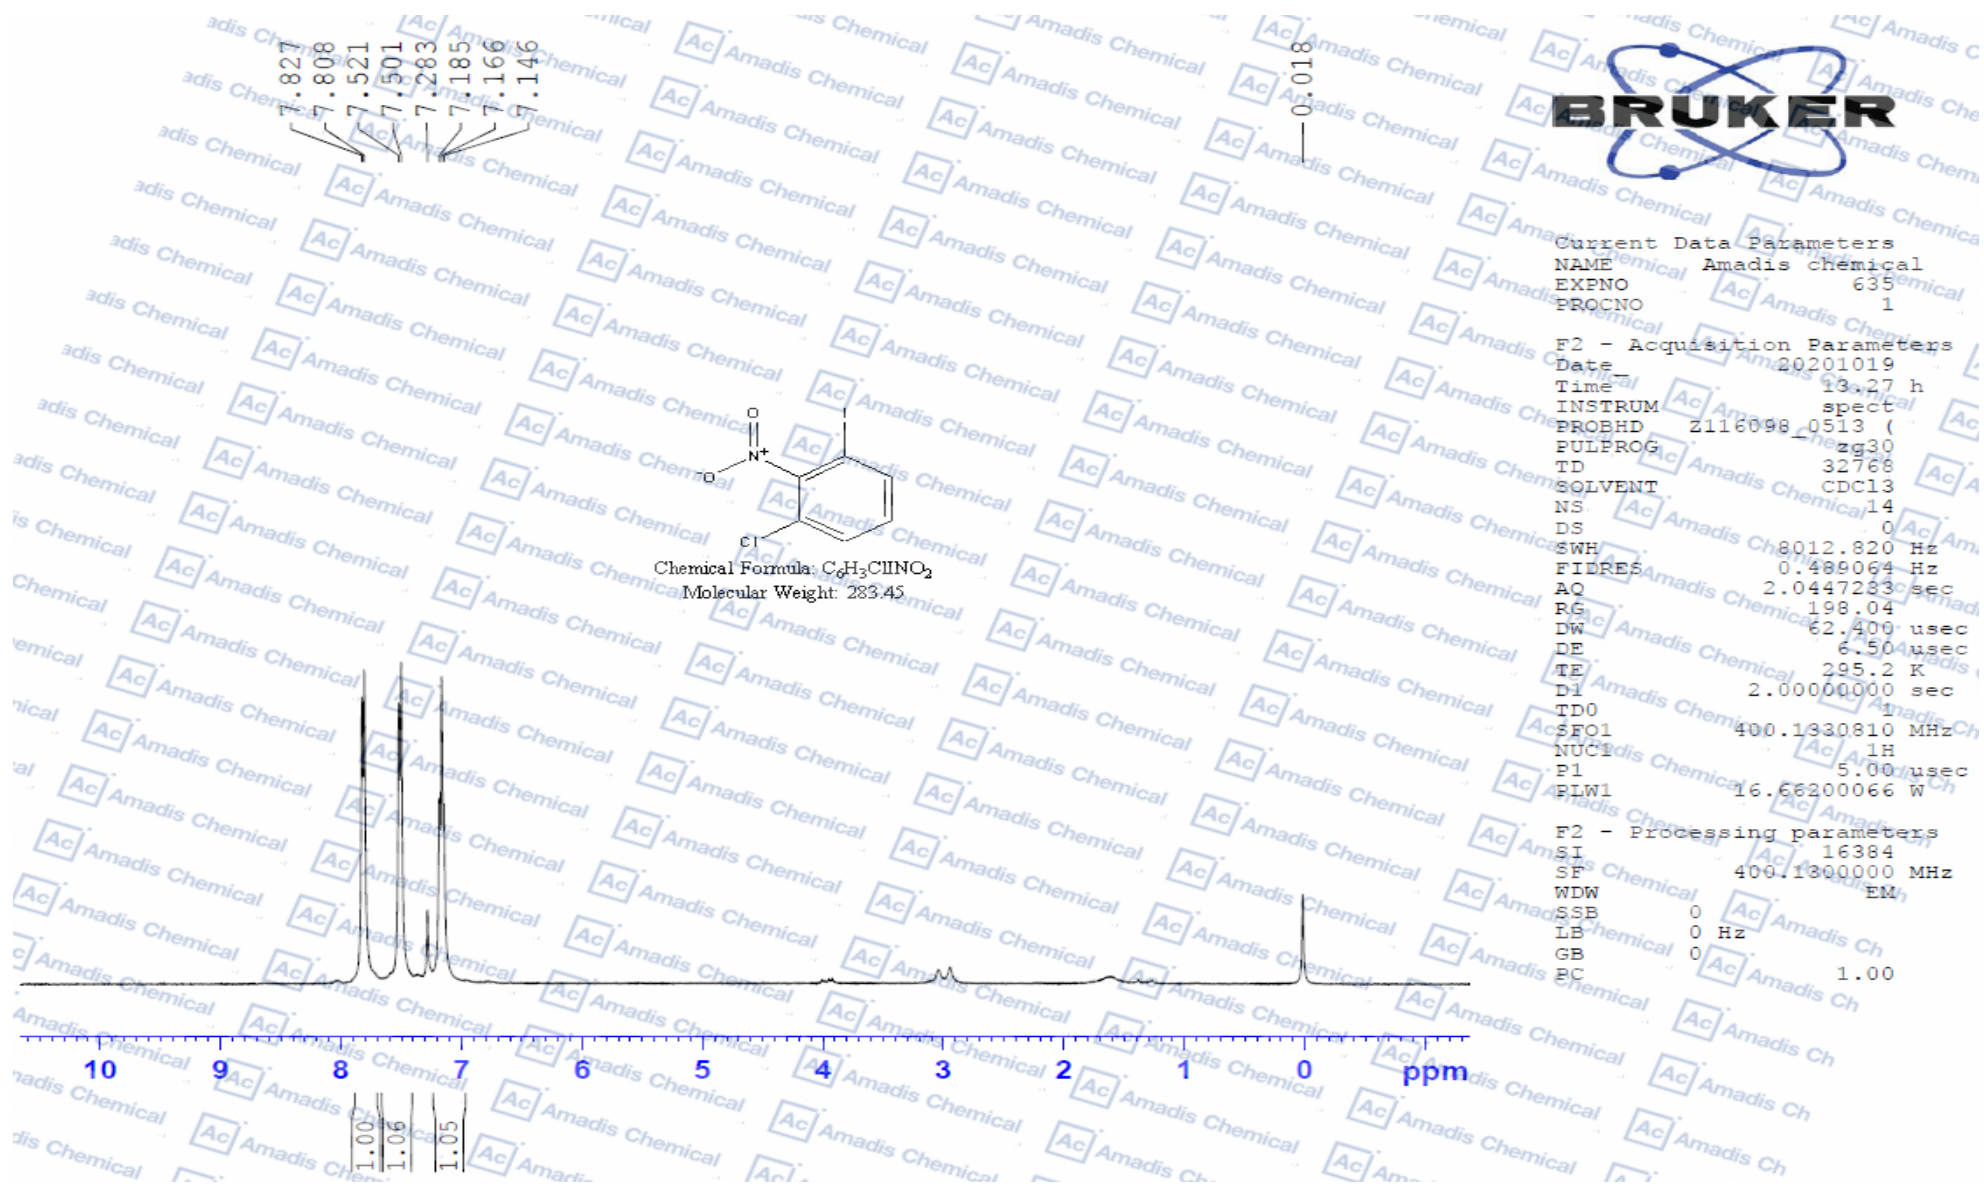 7.827
7.808
7.521
7.501
7.283
7.185
7.166
7.146
0.018
BRUKER
Current Data Parameters
NAME Amadis chemical
EXPNO 635
PROCNO 1
F2 - Acquisition Parameters
Date_ 20201019
Time 13.27 h
INSTRUM spect
PROBHD Z116098_0513 (
PULPROG zg30
TD 32768
SOLVENT CDCl3
NS 14
DS 0
SWH 8012.820 Hz
FIDRES 0.489064 Hz
AQ 2.0447233 sec
RG 198.04
DW 62.400 usec
DE 6.50 usec
TE 295.2 K
D1 2.00000000 sec
TD0 1
SFO1 400.1330810 MHz
NUC1 1H
P1 5.00 usec
PLW1 16.66200066 W
F2 - Processing parameters
SI 16384
SF 400.1300000 MHz
WDW EM
SSB 0
LB 0 Hz
GB 0
PC 1.00
O
I
N+
-O
Cl
Chemical Formula: C6H3ClINO2
Molecular Weight: 283.45
10 9 8 7 6 5 4 3 2 1 0 ppm
1.00
1.06
1.05
Ac Amadis Chemical